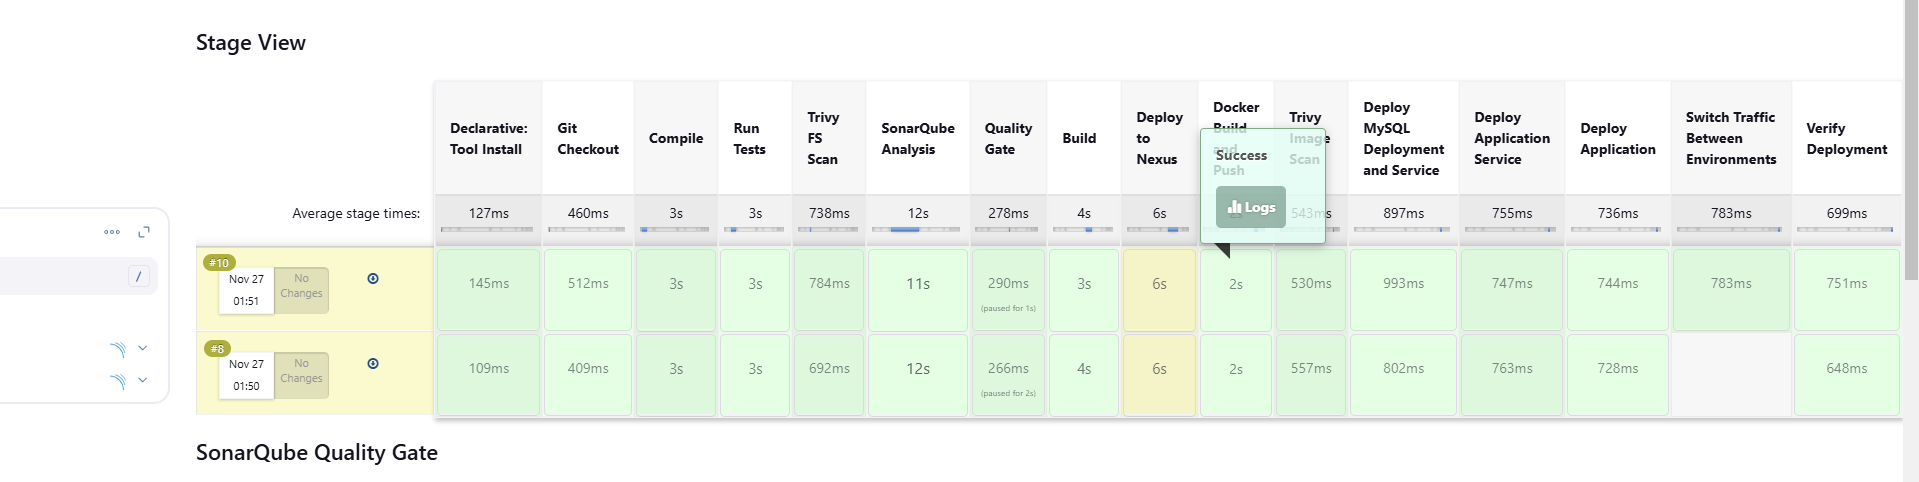 Stage View
Declarative:
Tool Install
Git
Checkout
Compile
Run
Tests
Trivy
FS
Scan
SonarQube
Analysis
Quality
Gate
Build
Deploy
to
Nexus
Docker
Build
and
Push
Trivy
Image
Scan
Deploy
MySQL
Deployment
and Service
Deploy
Application
Service
Deploy
Application
Switch Traffic
Between
Environments
Verify
Deployment
Success
Logs
Average stage times:
127ms
460ms
3s
3s
738ms
12s
278ms
4s
6s
543ms
897ms
755ms
736ms
783ms
699ms
/
#10
Nov 27
01:51
No
Changes
145ms
512ms
3s
3s
784ms
11s
290ms
(paused for 1s)
3s
6s
2s
530ms
993ms
747ms
744ms
783ms
751ms
#8
Nov 27
01:50
No
Changes
109ms
409ms
3s
3s
692ms
12s
266ms
(paused for 2s)
4s
6s
2s
557ms
802ms
763ms
728ms
648ms
SonarQube Quality Gate